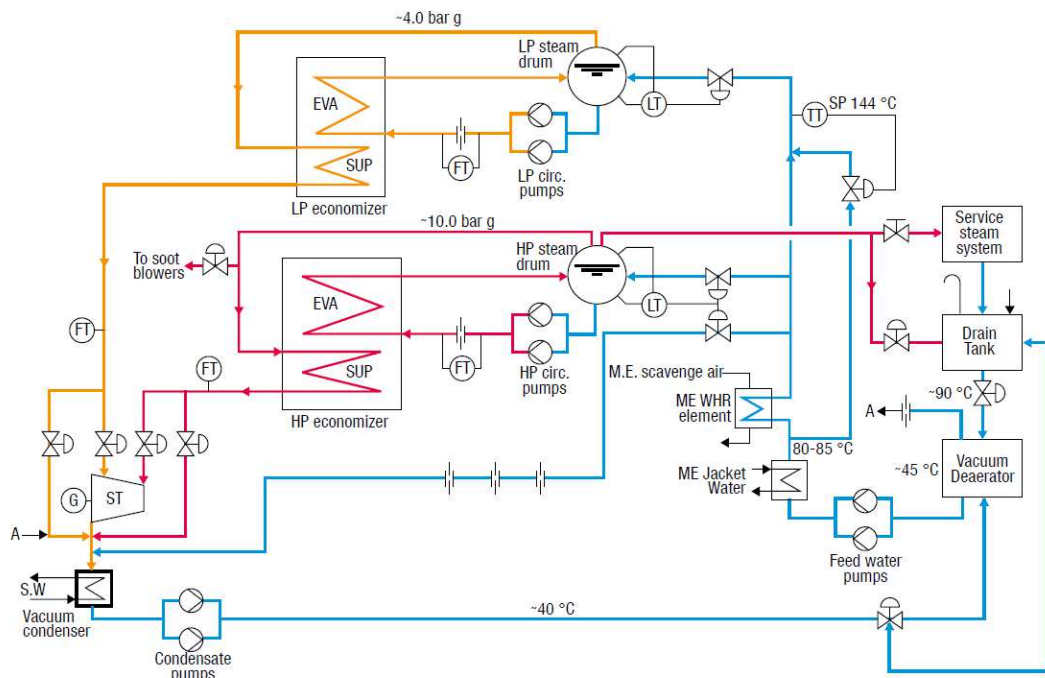 ~4.0 bar g
LP steam
drum
EVA
SUP
LP economizer
LT
FT
LP circ.
pumps
TT
SP 144 °C
~10.0 bar g
To soot
blowers
HP steam
drum
EVA
SUP
HP economizer
LT
FT
HP circ.
pumps
Service
steam
system
Drain
Tank
~90 °C
FT
FT
M.E. scavenge air
ME WHR
element
80-85 °C
ME Jacket
Water
A
~45 °C
Vacuum
Deaerator
Feed water
pumps
G
ST
A
S.W
Vacuum
condenser
Condensate
pumps
~40 °C